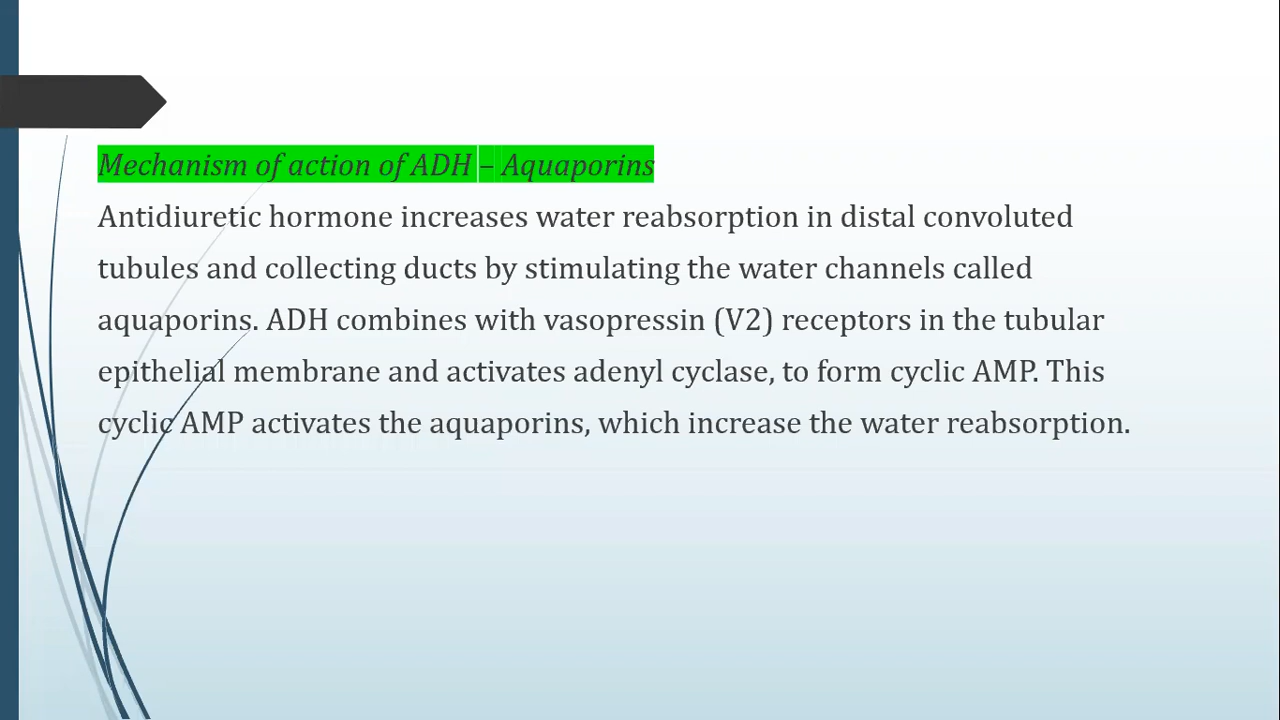 Mechanism of action of ADH – Aquaporins
Antidiuretic hormone increases water reabsorption in distal convoluted
tubules and collecting ducts by stimulating the water channels called
aquaporins. ADH combines with vasopressin (V2) receptors in the tubular
epithelial membrane and activates adenyl cyclase, to form cyclic AMP. This
cyclic AMP activates the aquaporins, which increase the water reabsorption.